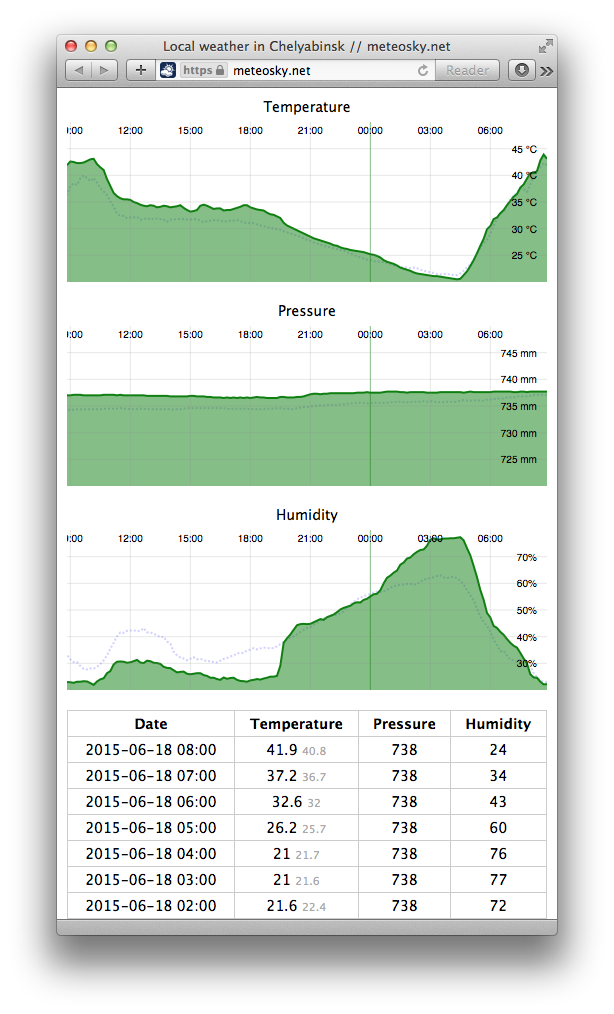 Local weather in Chelyabinsk // meteosky.net
https meteosky.net Reader
Temperature
0:00 12:00 15:00 18:00 21:00 00:00 03:00 06:00
45 °C
40 °C
35 °C
30 °C
25 °C
Pressure
0:00 12:00 15:00 18:00 21:00 00:00 03:00 06:00
745 mm
740 mm
735 mm
730 mm
725 mm
Humidity
0:00 12:00 15:00 18:00 21:00 00:00 03:00 06:00
70%
60%
50%
40%
30%
Date Temperature Pressure Humidity
2015-06-18 08:00 41.9 40.8 738 24
2015-06-18 07:00 37.2 36.7 738 34
2015-06-18 06:00 32.6 32 738 43
2015-06-18 05:00 26.2 25.7 738 60
2015-06-18 04:00 21 21.7 738 76
2015-06-18 03:00 21 21.6 738 77
2015-06-18 02:00 21.6 22.4 738 72